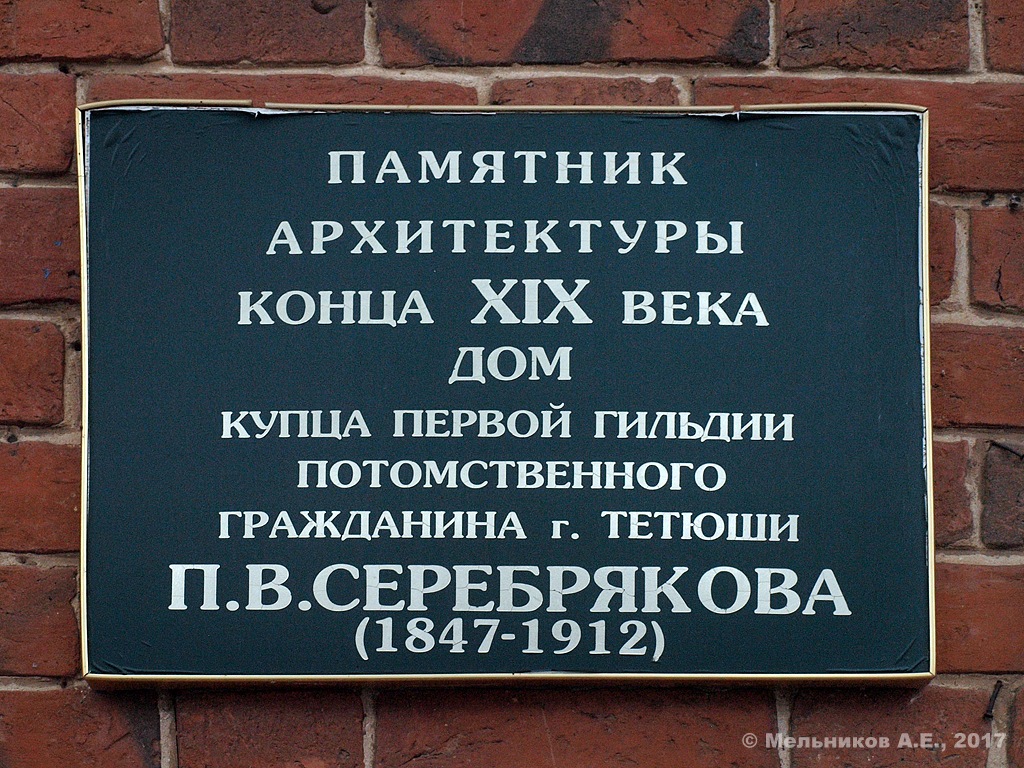 ПАМЯТНИК
АРХИТЕКТУРЫ
КОНЦА XIX ВЕКА
ДОМ
КУПЦА ПЕРВОЙ ГИЛЬДИИ
ПОТОМСТВЕННОГО
ГРАЖДАНИНА г. ТЕТЮШИ
П.В.СЕРЕБРЯКОВА
(1847-1912)
© Мельников А.Е., 2017